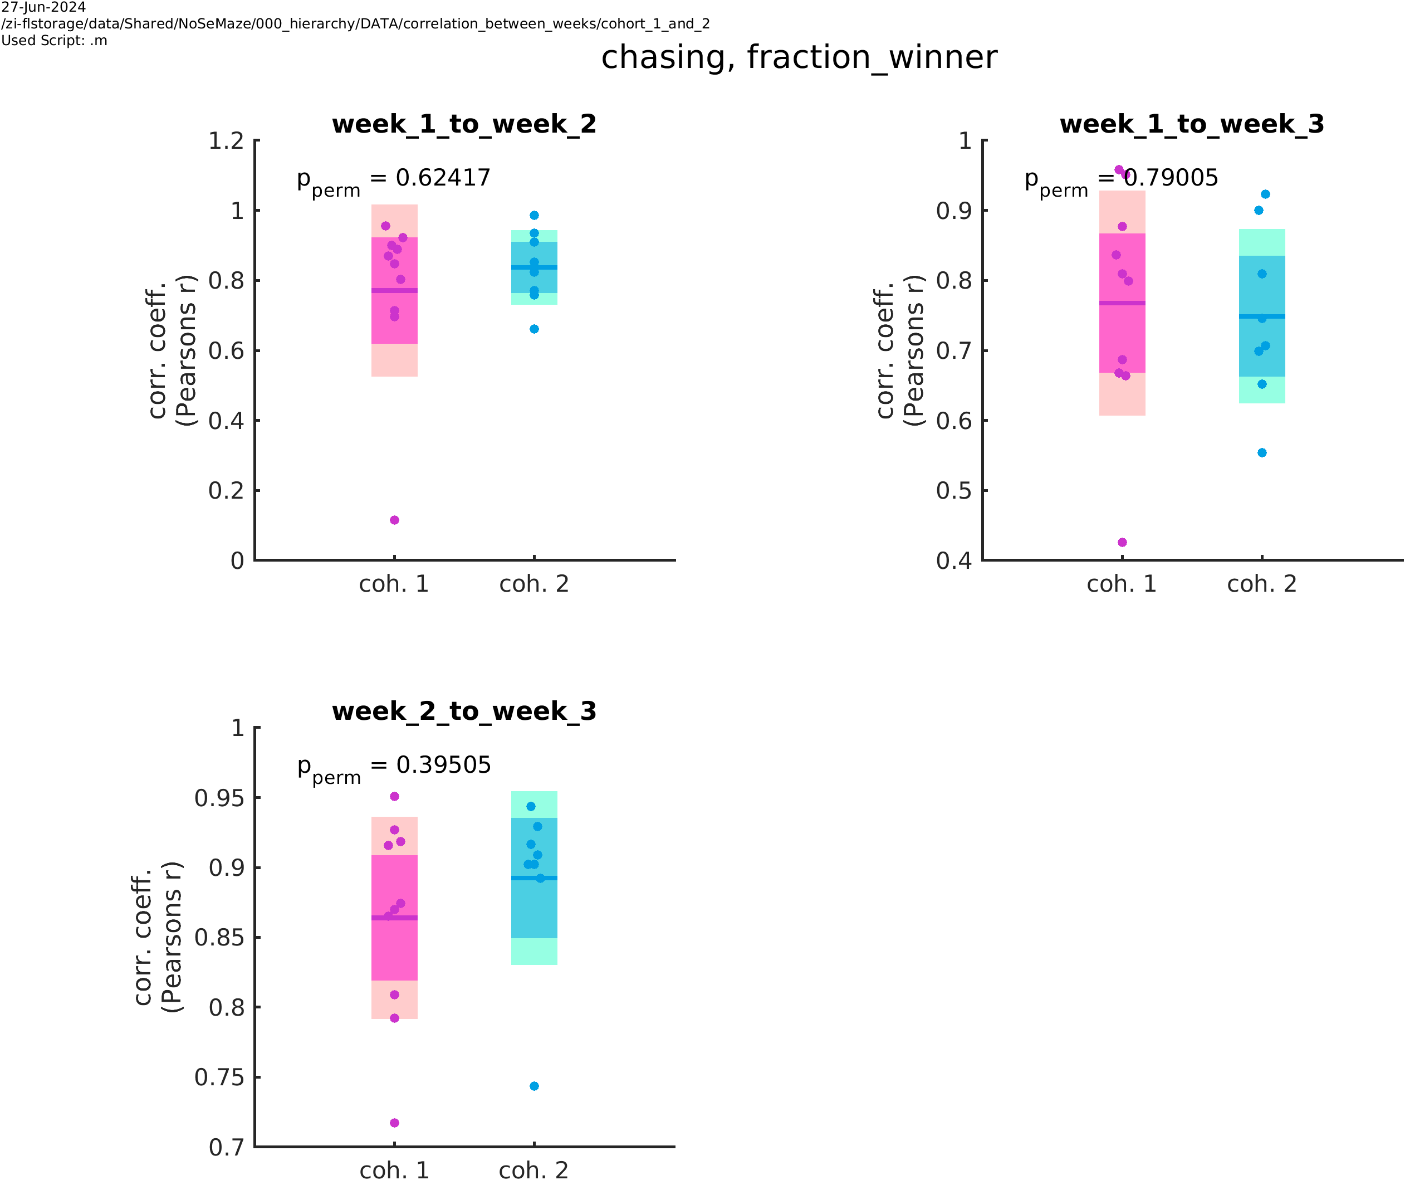 27-Jun-2024
/zi-flstorage/data/Shared/NoSeMaze/000_hierarchy/DATA/correlation_between_weeks/cohort_1_and_2
Used Script: .m
chasing, fraction_winner
week_1_to_week_2
p_perm = 0.62417
1.2
1
0.8
0.6
0.4
0.2
0
corr. coeff.
(Pearsons r)
coh. 1
coh. 2
week_1_to_week_3
p_perm = 0.79005
1
0.9
0.8
0.7
0.6
0.5
0.4
corr. coeff.
(Pearsons r)
coh. 1
coh. 2
week_2_to_week_3
p_perm = 0.39505
1
0.95
0.9
0.85
0.8
0.75
0.7
corr. coeff.
(Pearsons r)
coh. 1
coh. 2